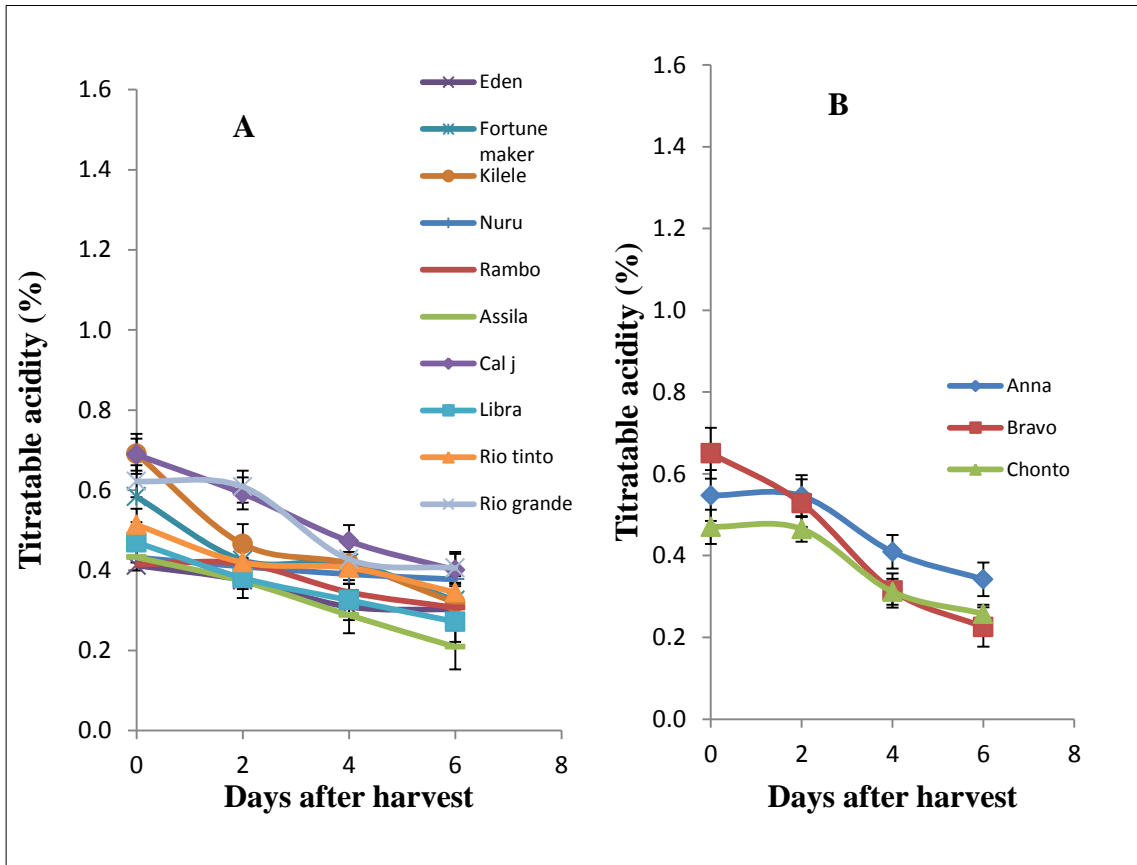 A
Titratable acidity (%)
1.6
1.4
1.2
1.0
0.8
0.6
0.4
0.2
0.0
0 2 4 6 8
Days after harvest
Eden
Fortune
maker
Kilele
Nuru
Rambo
Assila
Cal j
Libra
Rio tinto
Rio grande
B
Titratable acidity (%)
1.6
1.4
1.2
1.0
0.8
0.6
0.4
0.2
0.0
0 2 4 6 8
Days after harvest
Anna
Bravo
Chonto